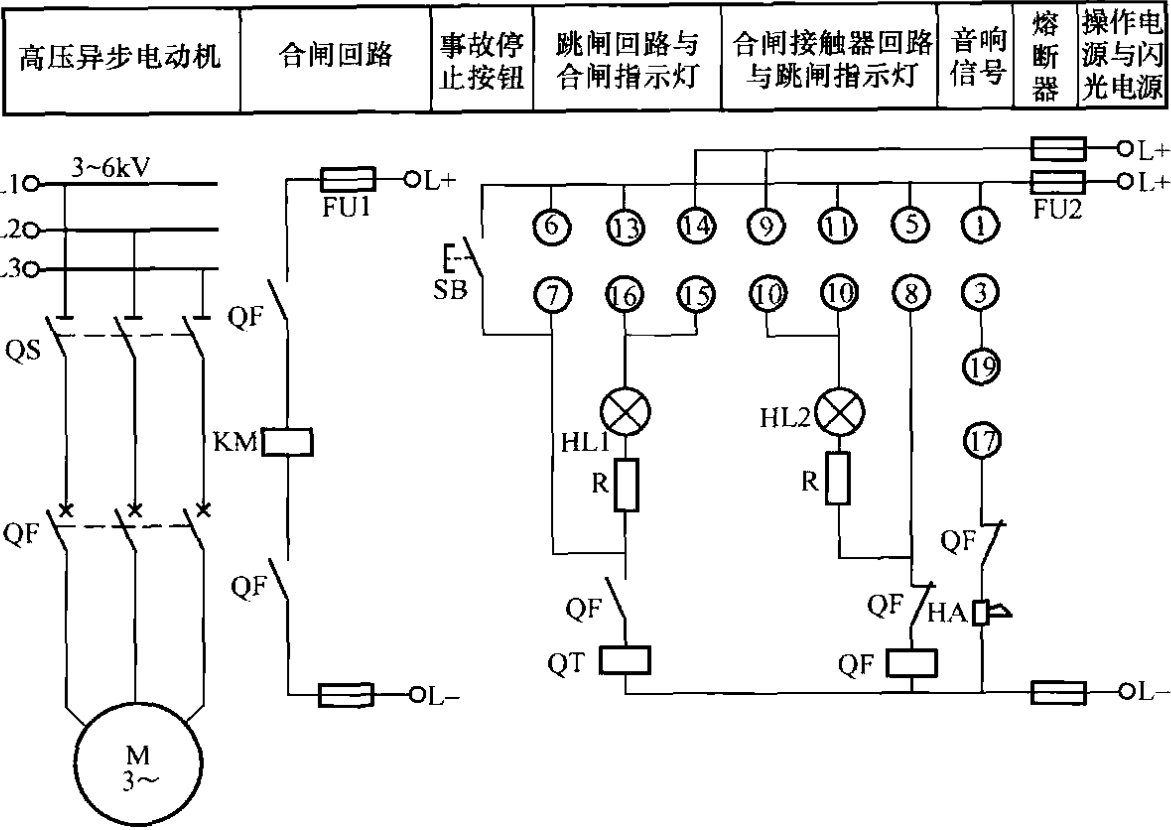 高压异步电动机
合闸回路
事故停
止按钮
跳闸回路与
合闸指示灯
合闸接触器回路
与跳闸指示灯
音响
信号
熔
断
器
操作电
源与闪
光电源
3~6kV
L1
L2
L3
QS
QF
M
3~
FU1
L+
QF
KM
QF
L−
L+
L+
FU2
SB
6
13
14
9
11
5
1
7
16
15
10
10
8
3
19
17
HL1
R
HL2
R
QF
QT
QF
QF
QF
HA
L−